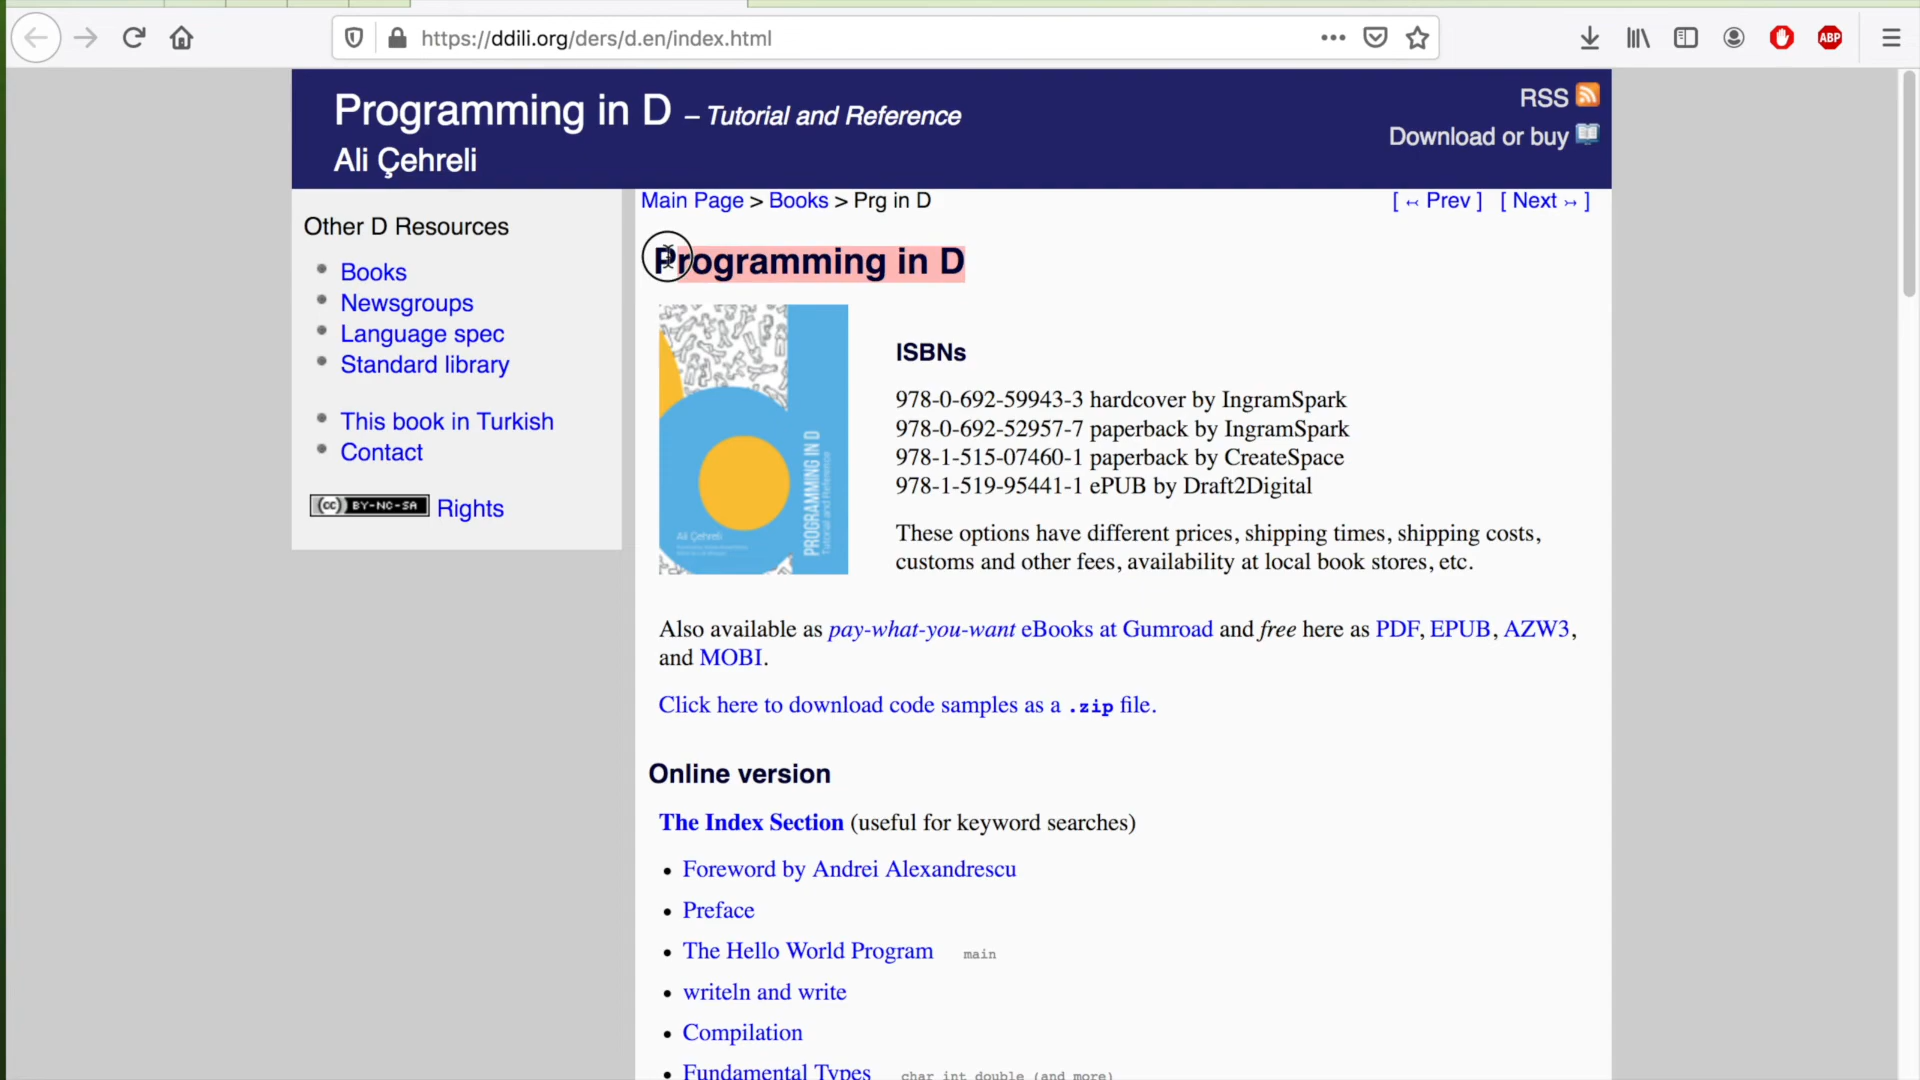 https://ddili.org/ders/d.en/index.html
ABP
Programming in D – Tutorial and Reference
Ali Çehreli
RSS
Download or buy
Other D Resources
Books
Newsgroups
Language spec
Standard library
This book in Turkish
Contact
(cc) BY-NC-SA Rights
Main Page > Books > Prg in D
[ ↢ Prev ] [ Next ↣ ]
Programming in D
PROGRAMMING IN D
Tutorial and Reference
Ali Çehreli
ISBNs
978-0-692-59943-3 hardcover by IngramSpark
978-0-692-52957-7 paperback by IngramSpark
978-1-515-07460-1 paperback by CreateSpace
978-1-519-95441-1 ePUB by Draft2Digital
These options have different prices, shipping times, shipping costs,
customs and other fees, availability at local book stores, etc.
Also available as pay-what-you-want eBooks at Gumroad and free here as PDF, EPUB, AZW3,
and MOBI.
Click here to download code samples as a .zip file.
Online version
The Index Section (useful for keyword searches)
• Foreword by Andrei Alexandrescu
• Preface
• The Hello World Program main
• writeln and write
• Compilation
• Fundamental Types char int double (and more)